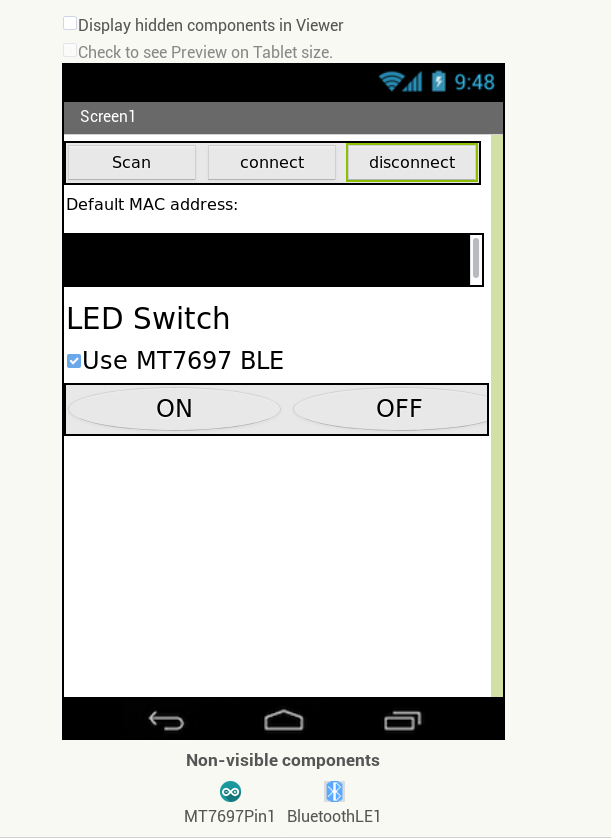 Display hidden components in Viewer
Check to see Preview on Tablet size.
9:48
Screen1
Scan connect disconnect
Default MAC address:
LED Switch
Use MT7697 BLE
ON OFF
Non-visible components
MT7697Pin1 BluetoothLE1